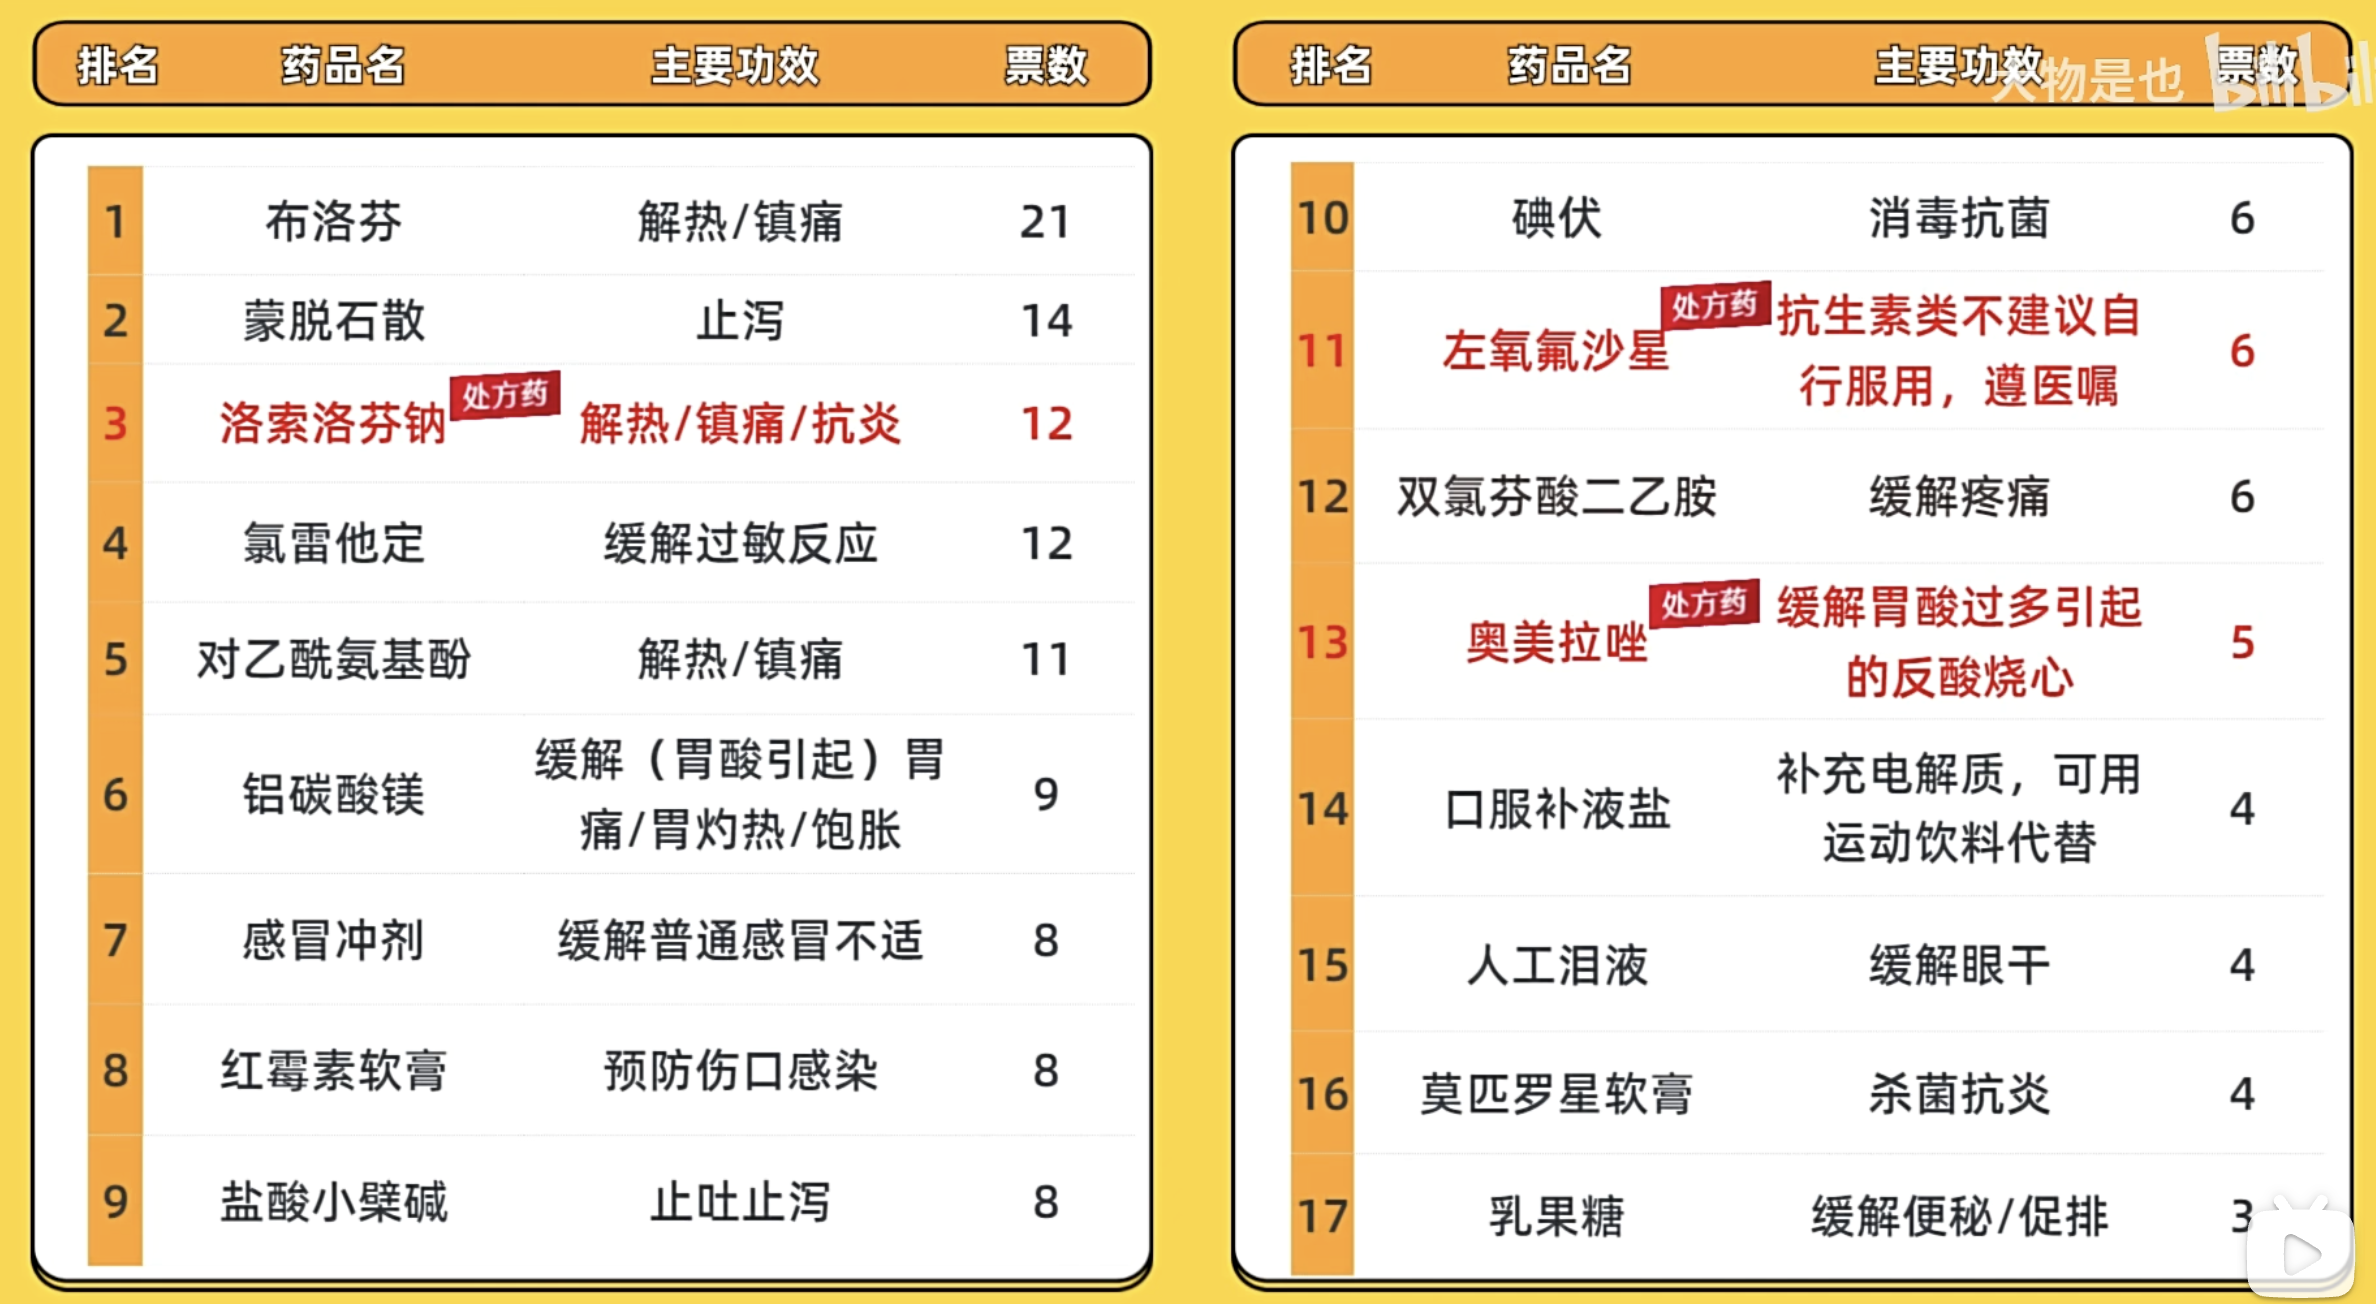 排名 药品名 主要功效 票数
1 布洛芬 解热/镇痛 21
2 蒙脱石散 止泻 14
3 洛索洛芬钠 处方药 解热/镇痛/抗炎 12
4 氯雷他定 缓解过敏反应 12
5 对乙酰氨基酚 解热/镇痛 11
6 铝碳酸镁 缓解（胃酸引起）胃
痛/胃灼热/饱胀 9
7 感冒冲剂 缓解普通感冒不适 8
8 红霉素软膏 预防伤口感染 8
9 盐酸小檗碱 止吐止泻 8
排名 药品名 主要功效 票数
物是也 bilibili
10 碘伏 消毒抗菌 6
11 左氧氟沙星 处方药 抗生素类不建议自
行服用，遵医嘱 6
12 双氯芬酸二乙胺 缓解疼痛 6
13 奥美拉唑 处方药 缓解胃酸过多引起
的反酸烧心 5
14 口服补液盐 补充电解质，可用
运动饮料代替 4
15 人工泪液 缓解眼干 4
16 莫匹罗星软膏 杀菌抗炎 4
17 乳果糖 缓解便秘/促排 3